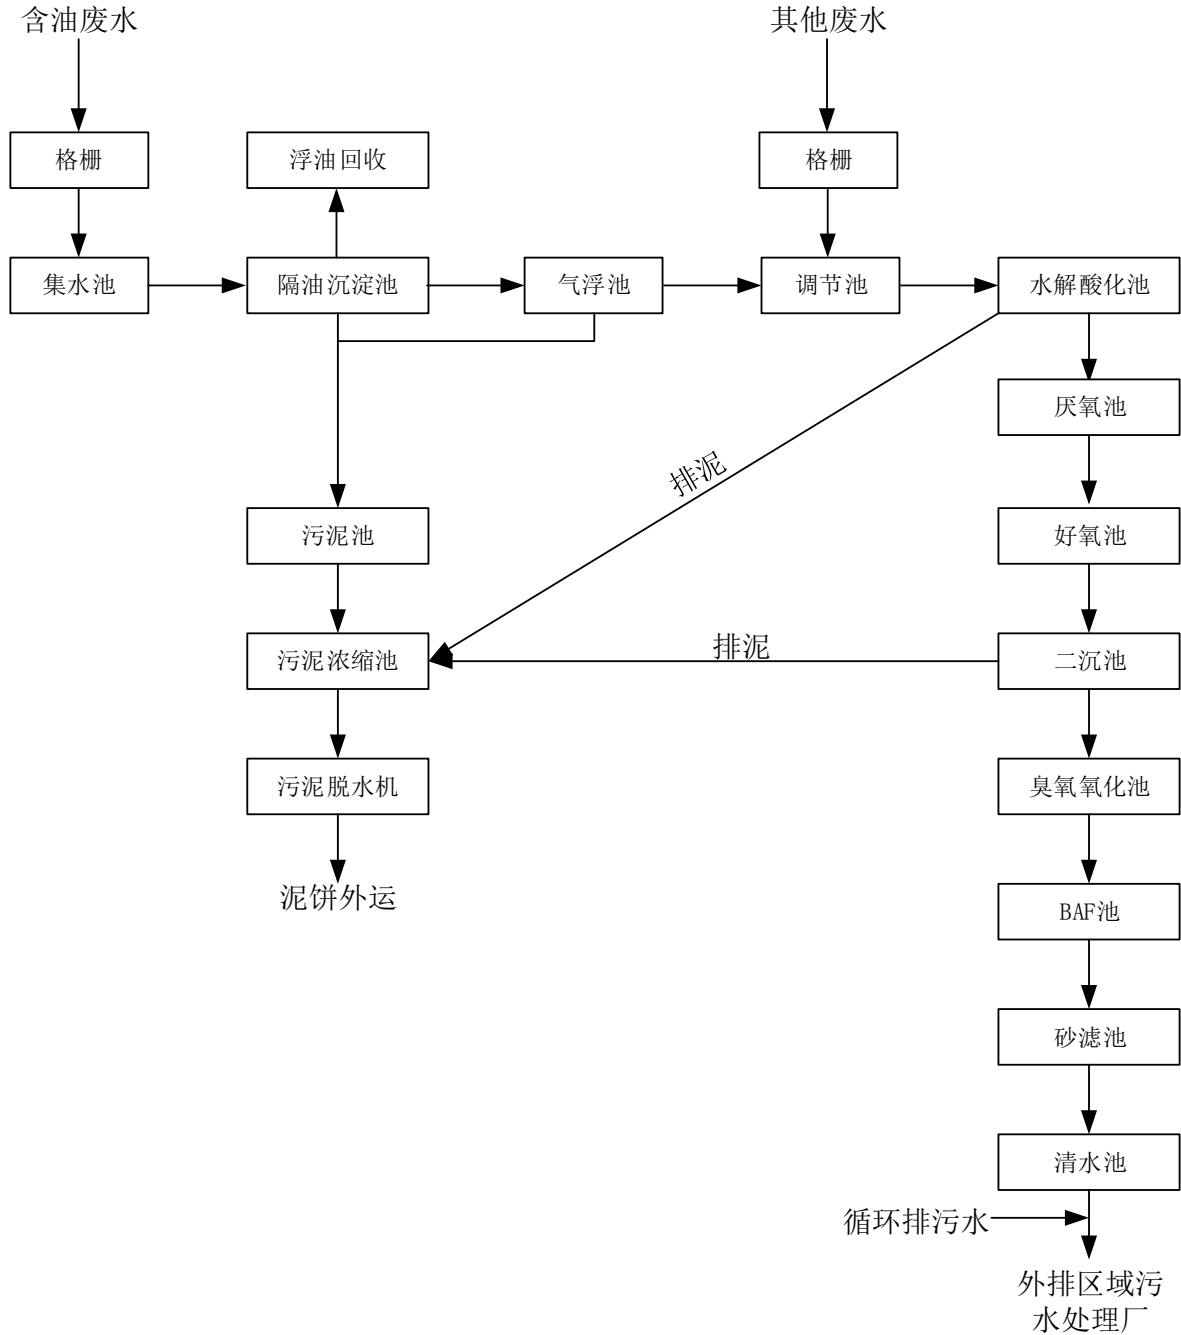 含油废水
其他废水
格栅
浮油回收
格栅
集水池
隔油沉淀池
气浮池
调节池
水解酸化池
厌氧池
排泥
污泥池
好氧池
排泥
污泥浓缩池
二沉池
污泥脱水机
臭氧氧化池
泥饼外运
BAF池
砂滤池
清水池
循环排污水
外排区域污
水处理厂